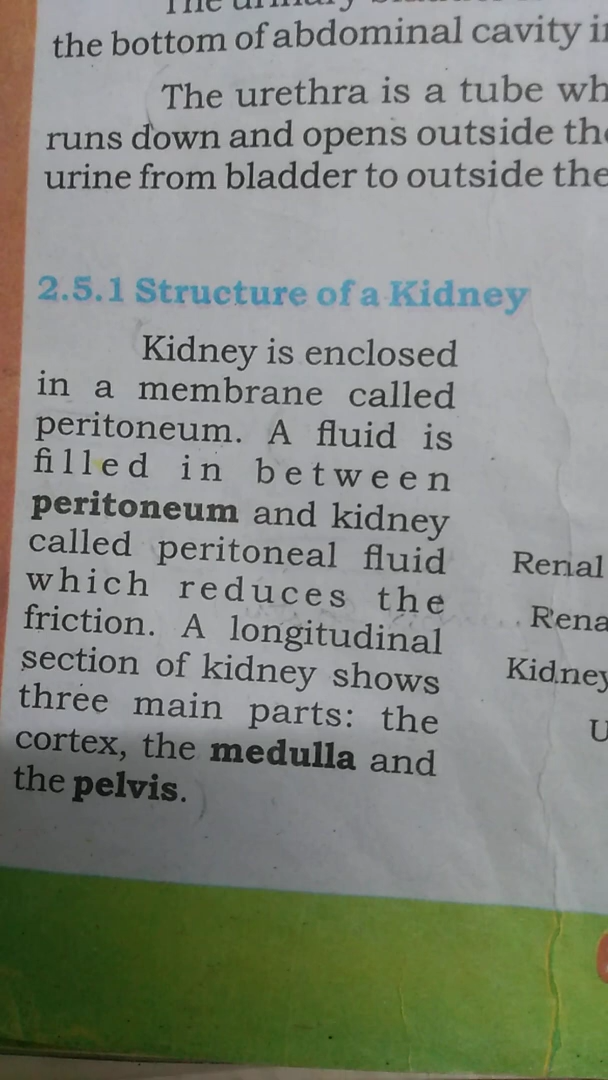 the bottom of abdominal cavity
The urethra is a tube
runs down and opens outside
urine from bladder to outside the
2.5.1 Structure of a Kidney
Kidney is enclosed
in a membrane called
peritoneum. A fluid is
filled in between
peritoneum and kidney
called peritoneal fluid
which reduces the
friction. A longitudinal
section of kidney shows
three main parts: the
cortex, the medulla and
the pelvis.
Renal
Rena
Kidney
U